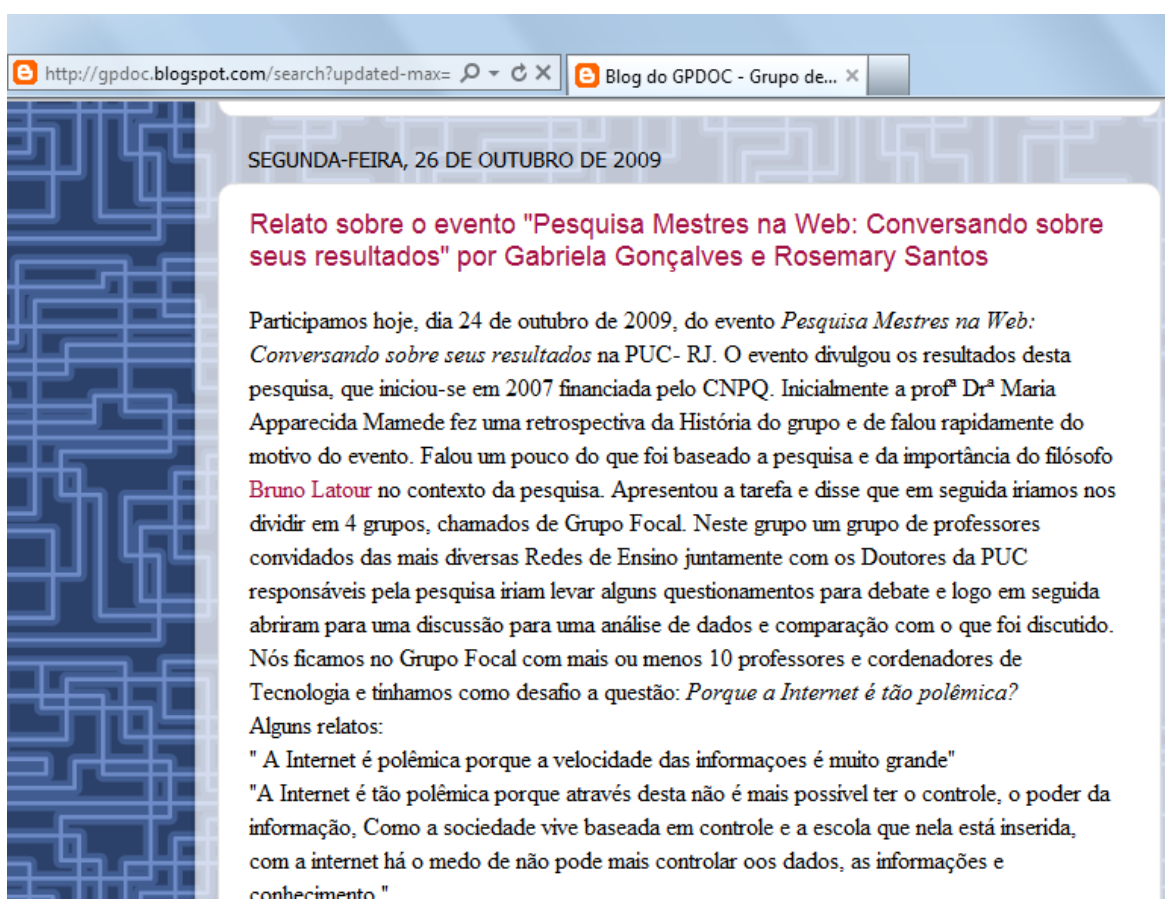 http://gpdoc.blogspot.com/search?updated-max=
Blog do GPDOC - Grupo de...
SEGUNDA-FEIRA, 26 DE OUTUBRO DE 2009
Relato sobre o evento "Pesquisa Mestres na Web: Conversando sobre
seus resultados" por Gabriela Gonçalves e Rosemary Santos
Participamos hoje, dia 24 de outubro de 2009, do evento Pesquisa Mestres na Web:
Conversando sobre seus resultados na PUC- RJ. O evento divulgou os resultados desta
pesquisa, que iniciou-se em 2007 financiada pelo CNPQ. Inicialmente a profª Drª Maria
Apparecida Mamede fez uma retrospectiva da História do grupo e de falou rapidamente do
motivo do evento. Falou um pouco do que foi baseado a pesquisa e da importância do filósofo
Bruno Latour no contexto da pesquisa. Apresentou a tarefa e disse que em seguida iriamos nos
dividir em 4 grupos, chamados de Grupo Focal. Neste grupo um grupo de professores
convidados das mais diversas Redes de Ensino juntamente com os Doutores da PUC
responsáveis pela pesquisa iriam levar alguns questionamentos para debate e logo em seguida
abriram para uma discussão para uma análise de dados e comparação com o que foi discutido.
Nós ficamos no Grupo Focal com mais ou menos 10 professores e cordenadores de
Tecnologia e tinhamos como desafio a questão: Porque a Internet é tão polêmica?
Alguns relatos:
" A Internet é polêmica porque a velocidade das informaçoes é muito grande"
"A Internet é tão polêmica porque através desta não é mais possível ter o controle, o poder da
informação, Como a sociedade vive baseada em controle e a escola que nela está inserida,
com a internet há o medo de não pode mais controlar oos dados, as informações e
conhecimento."